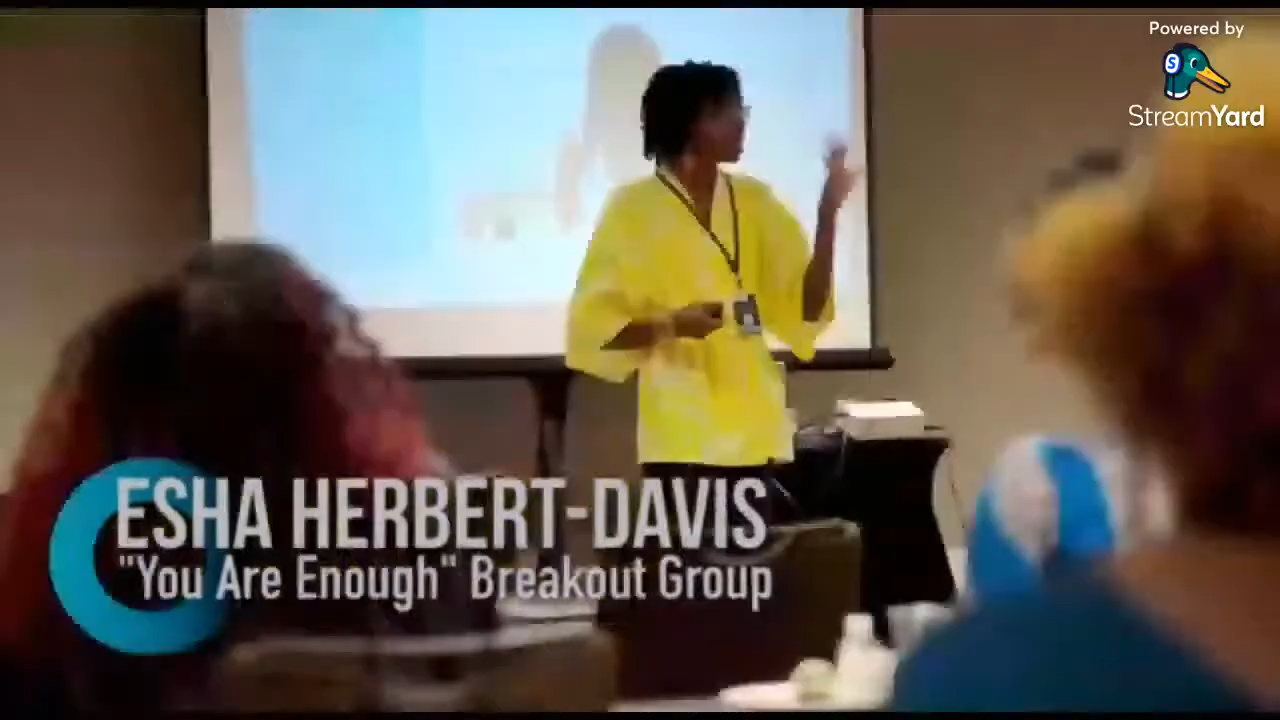 Powered by
S
StreamYard
ESHA HERBERT-DAVIS
"You Are Enough" Breakout Group